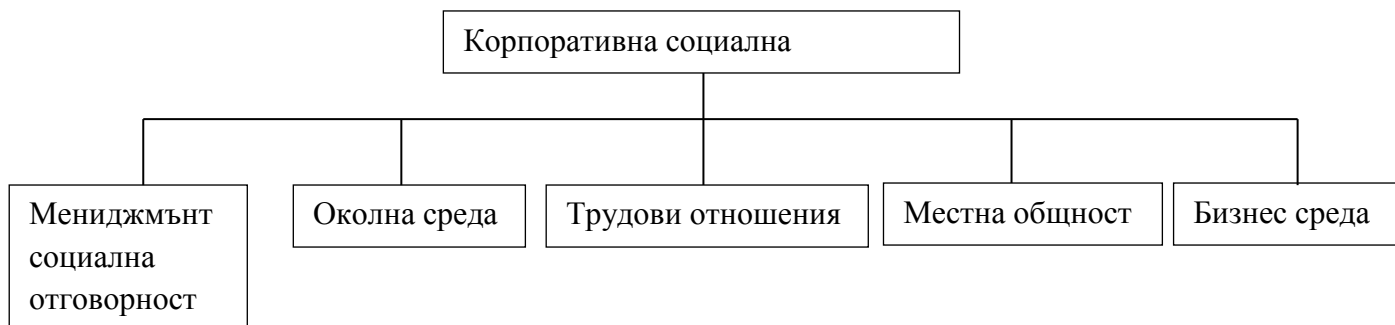 Корпоративна социална
Мениджмънт
социална
отговорност
Околна среда
Трудови отношения
Местна общност
Бизнес среда